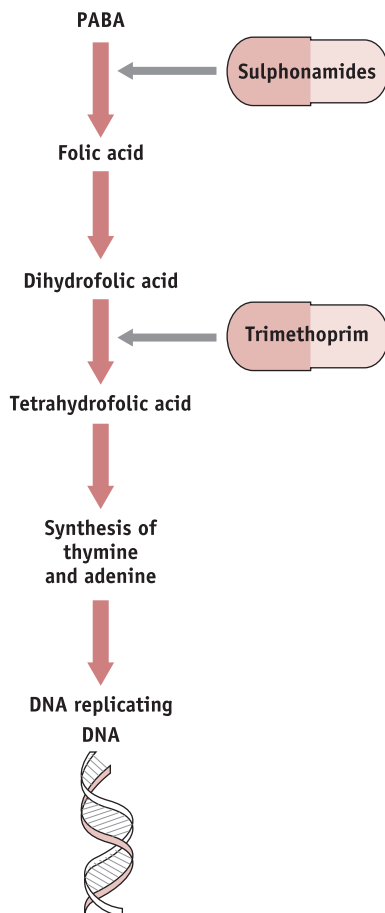 PABA
Sulphonamides
Folic acid
Dihydrofolic acid
Trimethoprim
Tetrahydrofolic acid
Synthesis of
thymine
and adenine
DNA replicating
DNA